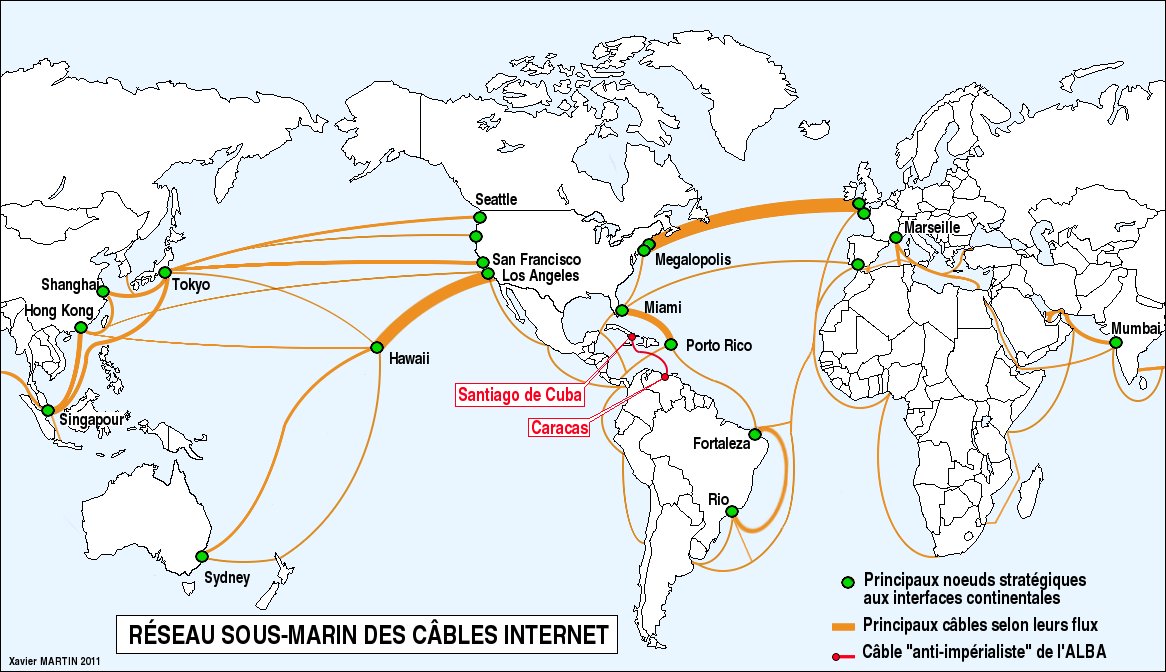 Seattle
San Francisco
Los Angeles
Megalopolis
Marseille
Shanghai
Tokyo
Hong Kong
Miami
Hawaii
Porto Rico
Mumbai
Santiago de Cuba
Caracas
Singapour
Fortaleza
Rio
Sydney
Principaux noeuds stratégiques
aux interfaces continentales
Principaux câbles selon leurs flux
Câble "anti-impérialiste" de l'ALBA
RÉSEAU SOUS-MARIN DES CÂBLES INTERNET
Xavier MARTIN 2011